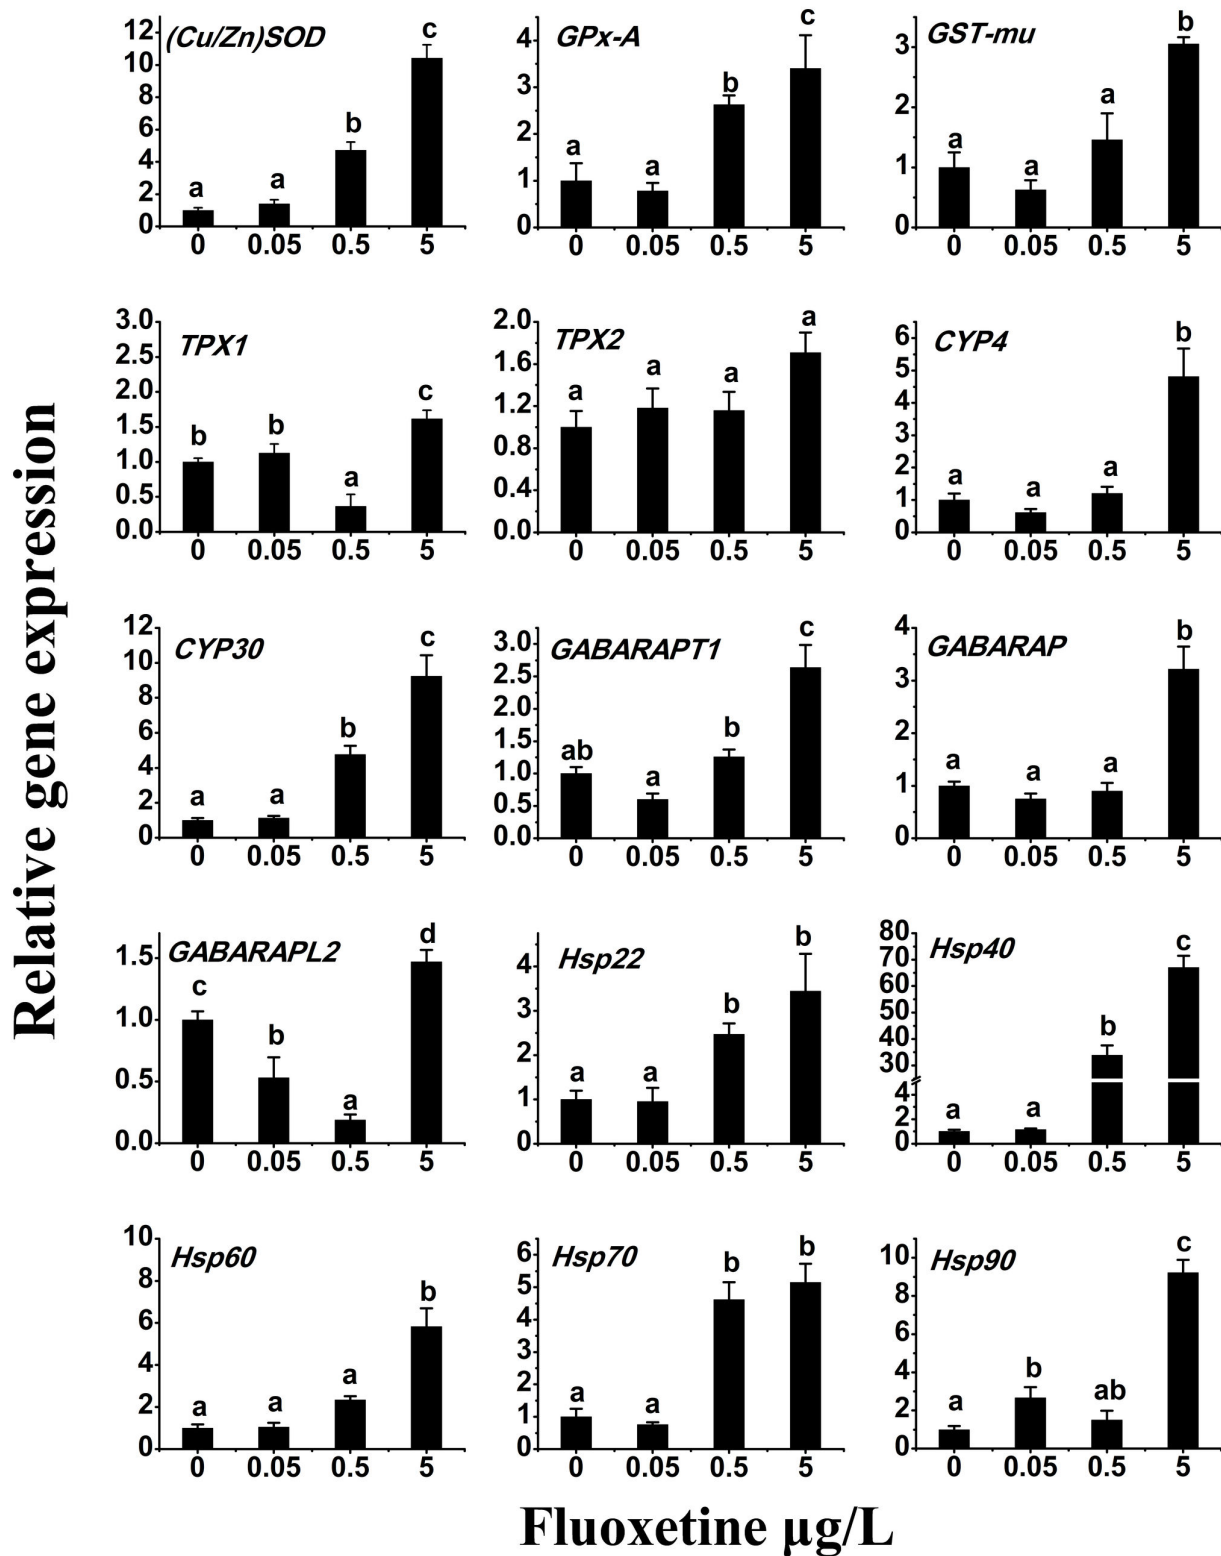 Relative gene expression
(Cu/Zn)SOD
12
10
8
6
4
2
0
a
a
b
c
0 0.05 0.5 5
GPx-A
4
3
2
1
0
a
a
b
c
0 0.05 0.5 5
GST-mu
3
2
1
0
a
a
a
b
0 0.05 0.5 5
TPX1
3.0
2.5
2.0
1.5
1.0
0.5
0.0
b
b
a
c
0 0.05 0.5 5
TPX2
2.0
1.6
1.2
0.8
0.4
0.0
a
a
a
a
0 0.05 0.5 5
CYP4
6
5
4
3
2
1
0
a
a
a
b
0 0.05 0.5 5
CYP30
12
10
8
6
4
2
0
a
a
b
c
0 0.05 0.5 5
GABARAPT1
3.0
2.5
2.0
1.5
1.0
0.5
0.0
ab
a
b
c
0 0.05 0.5 5
GABARAP
4
3
2
1
0
a
a
a
b
0 0.05 0.5 5
GABARAPL2
1.5
1.0
0.5
0.0
c
b
a
d
0 0.05 0.5 5
Hsp22
4
3
2
1
0
a
a
b
b
0 0.05 0.5 5
Hsp40
80
70
60
50
40
30
4
2
0
a
a
b
c
0 0.05 0.5 5
Hsp60
10
8
6
4
2
0
a
a
a
b
0 0.05 0.5 5
Hsp70
6
5
4
3
2
1
0
a
a
b
b
0 0.05 0.5 5
Hsp90
10
8
6
4
2
0
a
b
ab
c
0 0.05 0.5 5
Fluoxetine µg/L